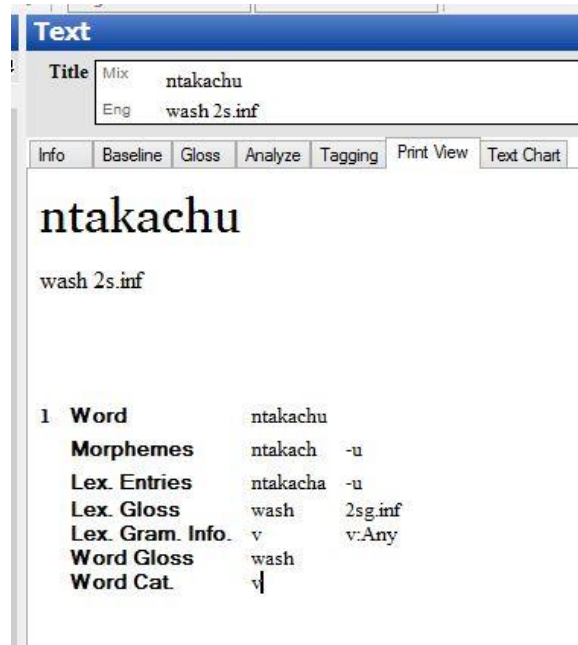 Text
Title Mix ntakachu
Eng wash 2s.inf
Info Baseline Gloss Analyze Tagging Print View Text Chart
ntakachu
wash 2s.inf
1 Word ntakachu
Morphemes ntakach -u
Lex. Entries ntakacha -u
Lex. Gloss wash 2sg.inf
Lex. Gram. Info. v v:Any
Word Gloss wash
Word Cat. v